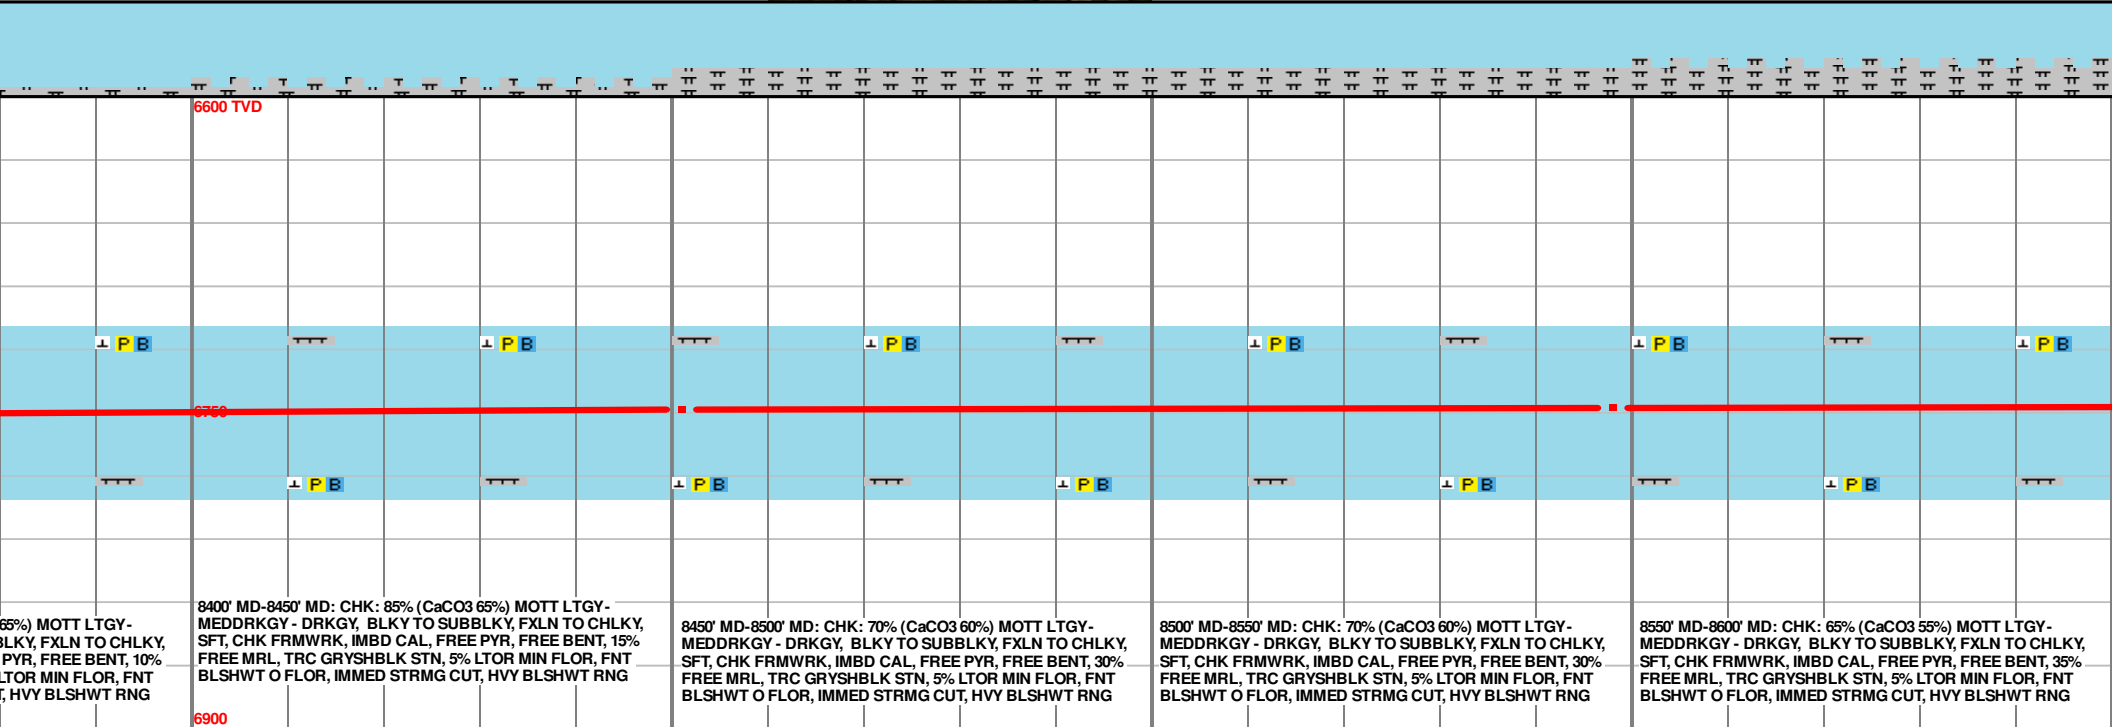 6600 TVD
P B
P B
P B
P B
P B
P B
6750
P B
P B
P B
P B
P B
65%) MOTT LTGY-
BLKY, FXLN TO CHLKY,
PYR, FREE BENT, 10%
LTOR MIN FLOR, FNT
T, HVY BLSHWT RNG
8400' MD-8450' MD: CHK: 85% (CaCO3 65%) MOTT LTGY-
MEDDRKGY - DRKGY, BLKY TO SUBBLKY, FXLN TO CHLKY,
SFT, CHK FRMWRK, IMBD CAL, FREE PYR, FREE BENT, 15%
FREE MRL, TRC GRYSHBLK STN, 5% LTOR MIN FLOR, FNT
BLSHWT O FLOR, IMMED STRMG CUT, HVY BLSHWT RNG
8450' MD-8500' MD: CHK: 70% (CaCO3 60%) MOTT LTGY-
MEDDRKGY - DRKGY, BLKY TO SUBBLKY, FXLN TO CHLKY,
SFT, CHK FRMWRK, IMBD CAL, FREE PYR, FREE BENT, 30%
FREE MRL, TRC GRYSHBLK STN, 5% LTOR MIN FLOR, FNT
BLSHWT O FLOR, IMMED STRMG CUT, HVY BLSHWT RNG
8500' MD-8550' MD: CHK: 70% (CaCO3 60%) MOTT LTGY-
MEDDRKGY - DRKGY, BLKY TO SUBBLKY, FXLN TO CHLKY,
SFT, CHK FRMWRK, IMBD CAL, FREE PYR, FREE BENT, 30%
FREE MRL, TRC GRYSHBLK STN, 5% LTOR MIN FLOR, FNT
BLSHWT O FLOR, IMMED STRMG CUT, HVY BLSHWT RNG
8550' MD-8600' MD: CHK: 65% (CaCO3 55%) MOTT LTGY-
MEDDRKGY - DRKGY, BLKY TO SUBBLKY, FXLN TO CHLKY,
SFT, CHK FRMWRK, IMBD CAL, FREE PYR, FREE BENT, 35%
FREE MRL, TRC GRYSHBLK STN, 5% LTOR MIN FLOR, FNT
BLSHWT O FLOR, IMMED STRMG CUT, HVY BLSHWT RNG
6900